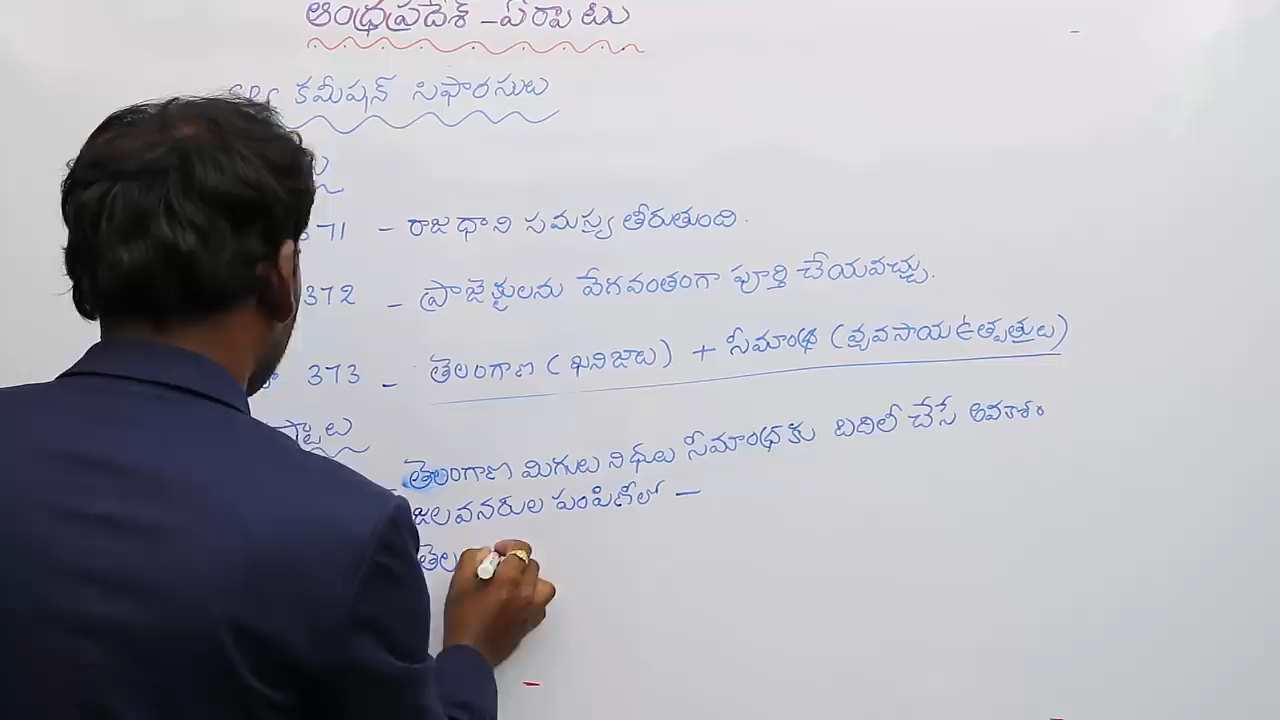 ఆంధ్రప్రదేశ్ - ఏర్పాటు
కమీషన్ సిఫారసులు
371 - రాజధాని సమస్య తీరుతుంది.
372 - ప్రాజెక్టులను వేగవంతంగా పూర్తి చేయవచ్చు.
373 - తెలంగాణ (ఖనిజాలు) + సీమాంధ్ర (వ్యవసాయ ఉత్పత్తులు)
తెలంగాణ మిగులు నిధులు సీమాంధ్రకు బదిలీ చేసే అవకాశం
జలవనరుల పంపిణీలో -
తెల